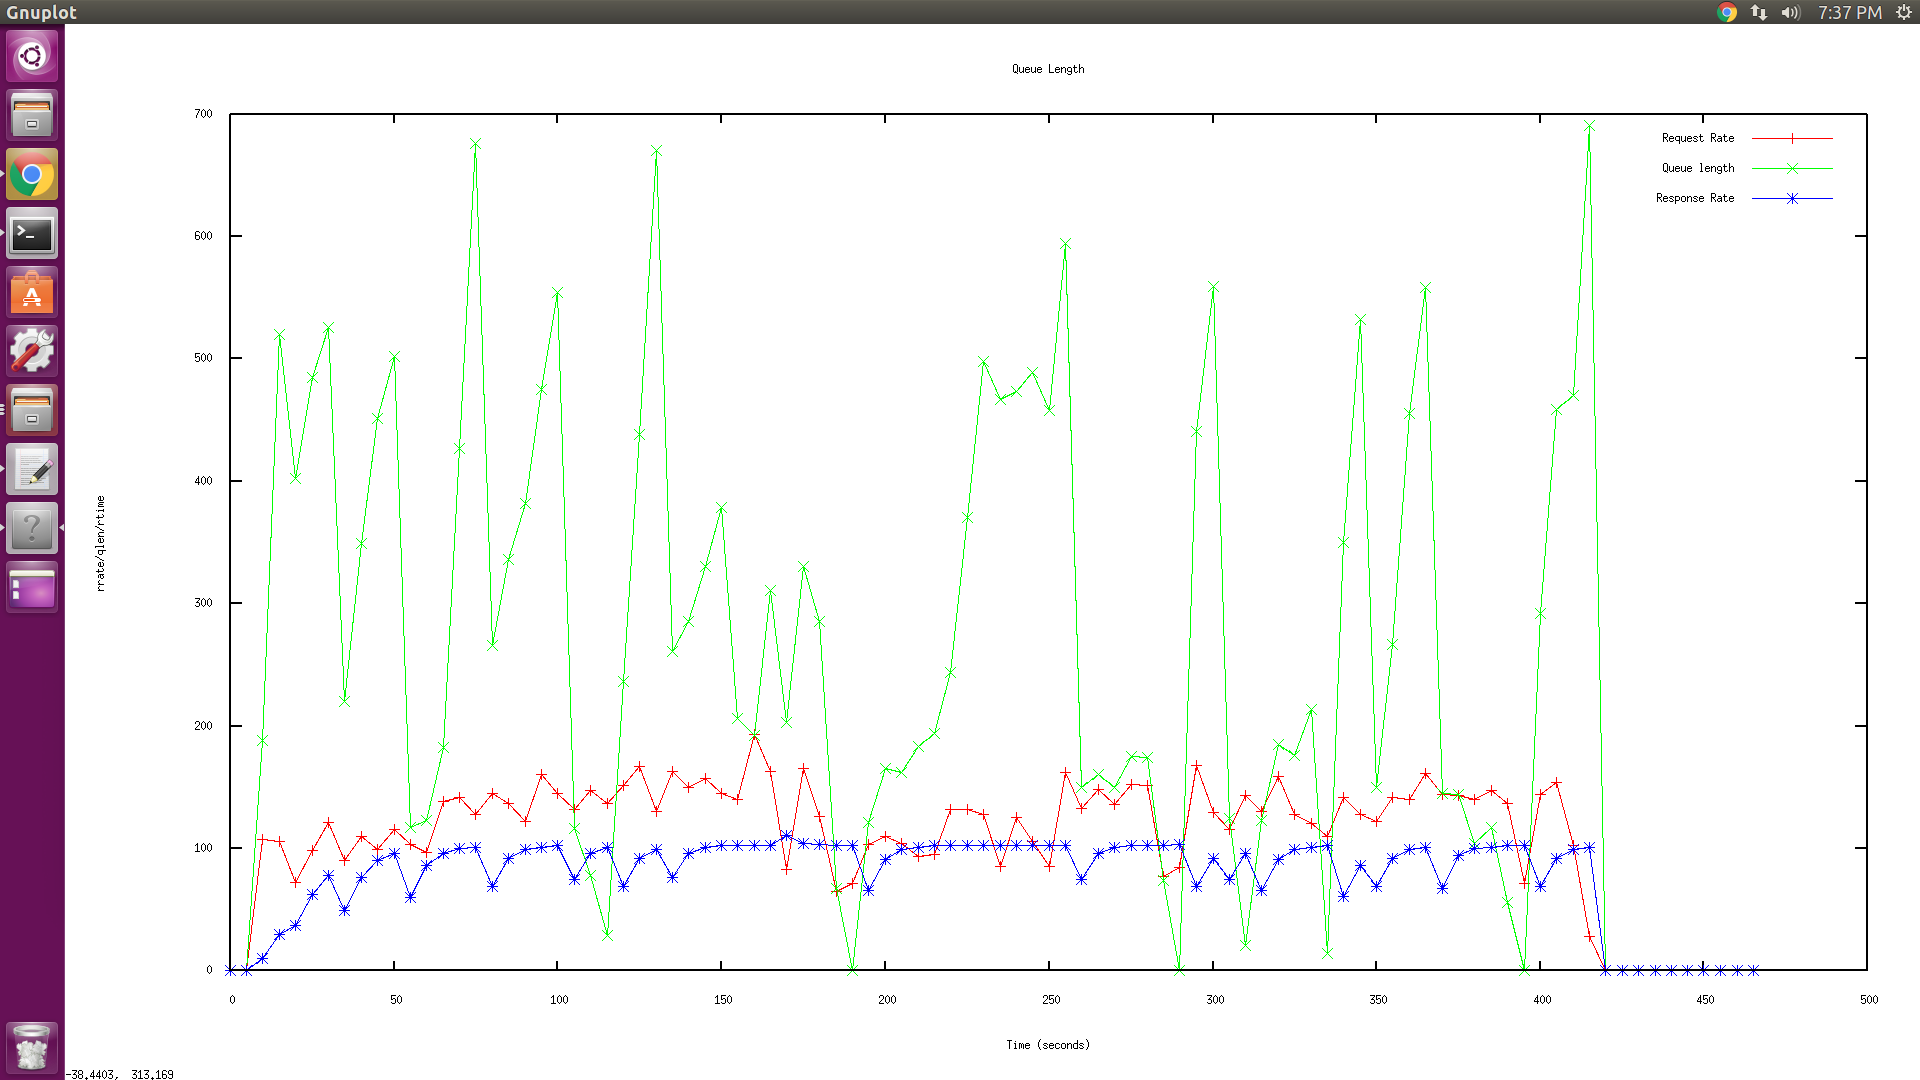 Gnuplot
7:37 PM
Queue Length
700
600
500
400
300
200
100
0
rrate/qlen/rtime
Request Rate
Queue length
Response Rate
0 50 100 150 200 250 300 350 400 450 500
Time (seconds)
-38.4403, 313.169